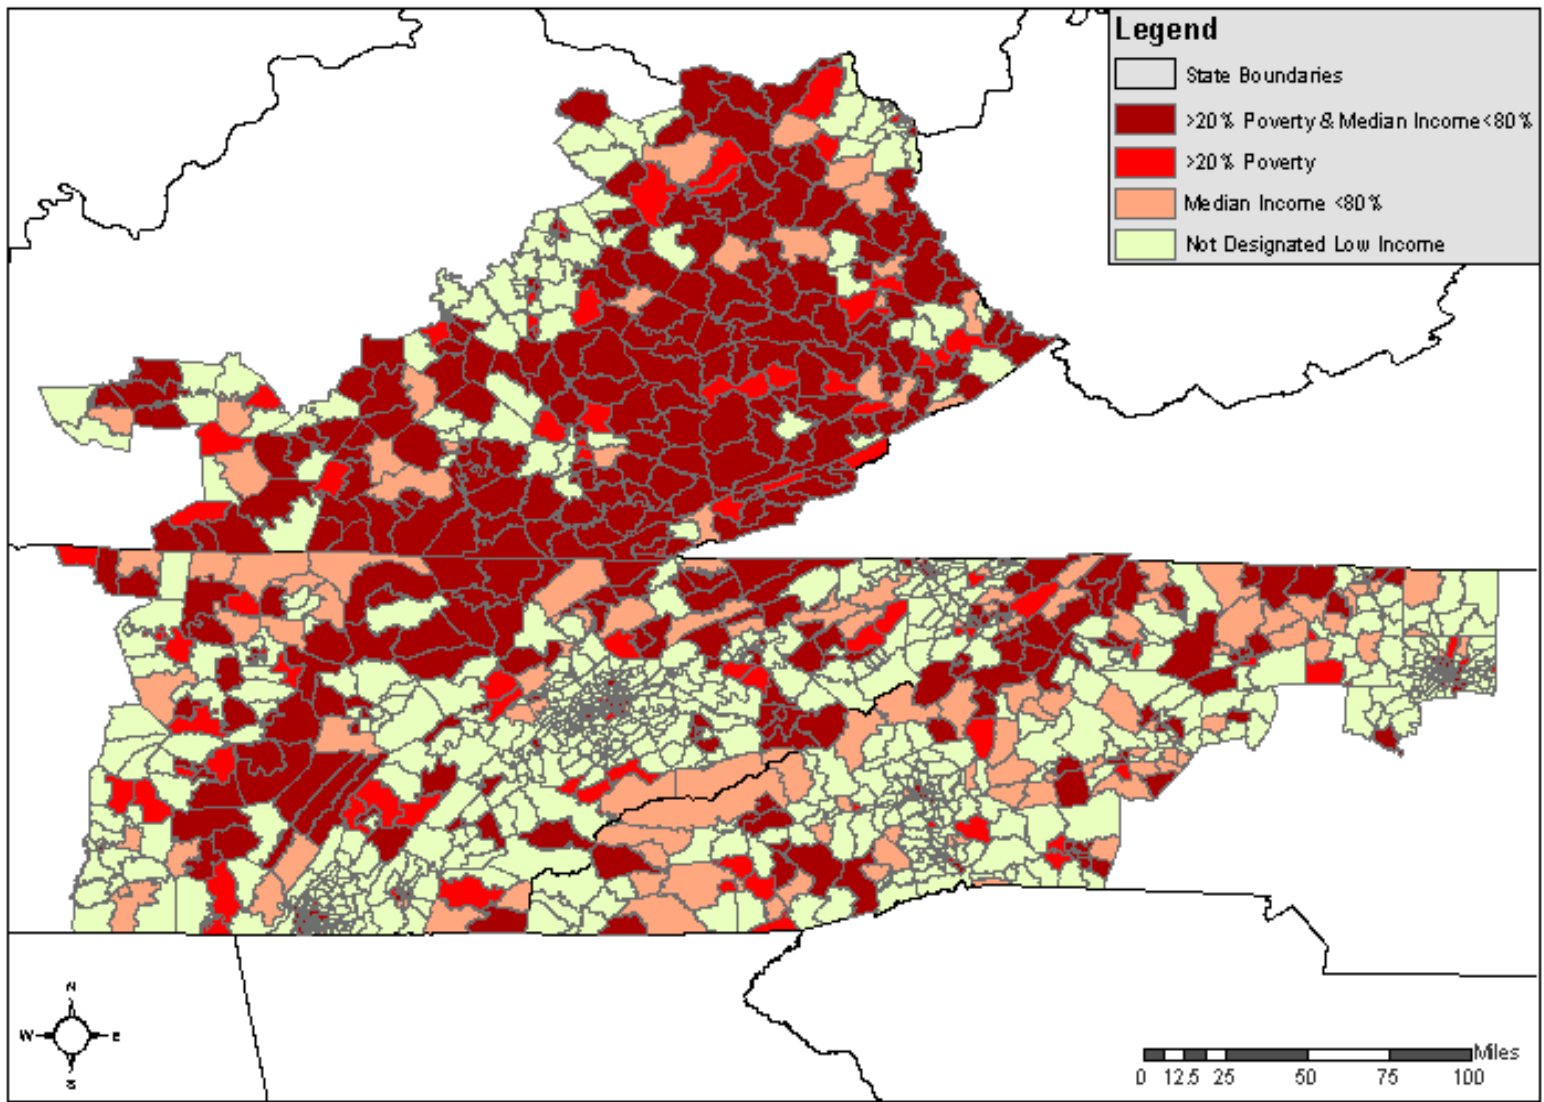 Legend
State Boundaries
>20% Poverty & Median Income<80%
>20% Poverty
Median Income <80%
Not Designated Low Income
N
W E
S
Miles
0 12.5 25 50 75 100